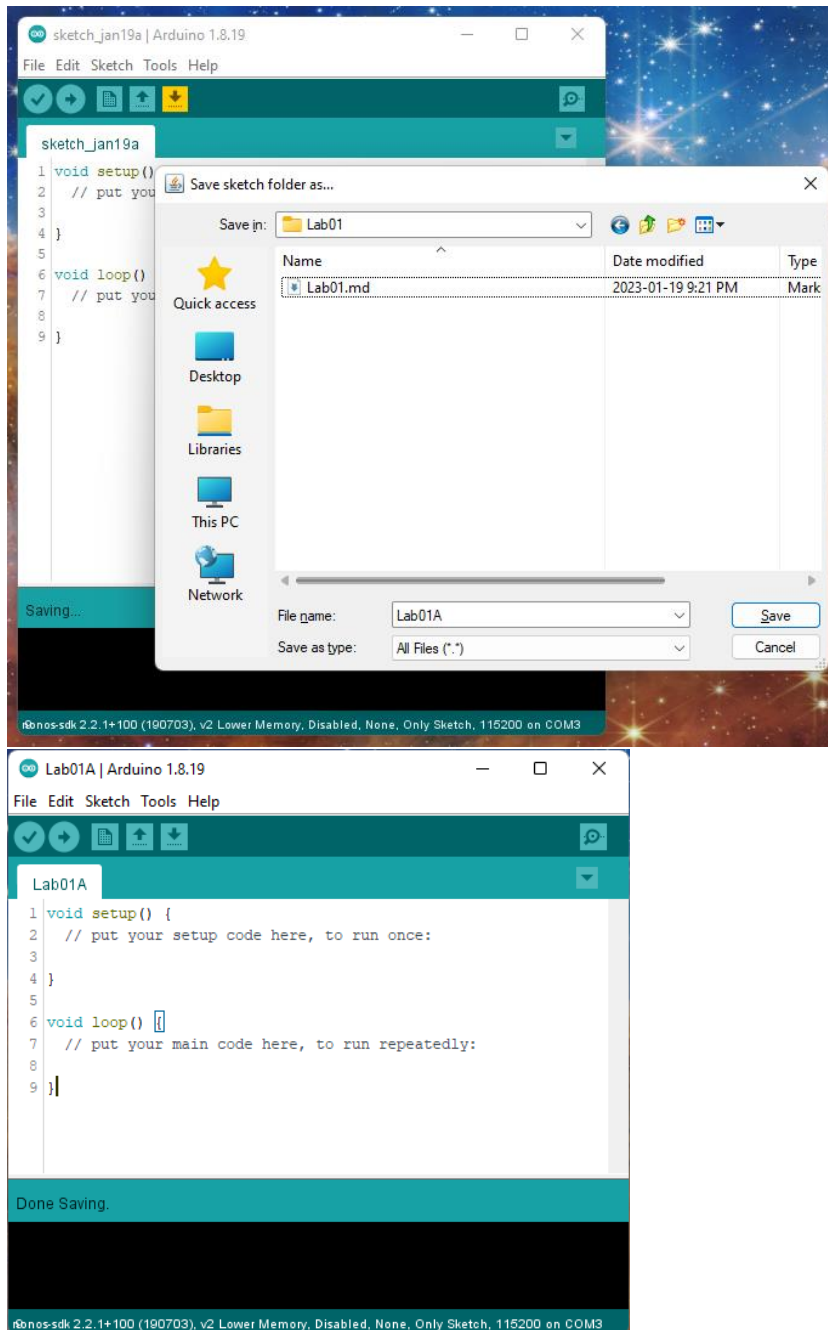 sketch_jan19a | Arduino 1.8.19
File Edit Sketch Tools Help
sketch_jan19a
1 void setup()
2 // put you
3
4 }
5
6 void loop()
7 // put you
8
9 }
Saving...
Save sketch folder as...
Save in: Lab01
Name Date modified Type
Lab01.md 2023-01-19 9:21 PM Mark
Quick access
Desktop
Libraries
This PC
Network
File name: Lab01A Save
Save as type: All Files (*.*) Cancel
nonos-sdk 2.2.1+100 (190703), v2 Lower Memory, Disabled, None, Only Sketch, 115200 on COM3
Lab01A | Arduino 1.8.19
File Edit Sketch Tools Help
Lab01A
1 void setup() {
2 // put your setup code here, to run once:
3
4 }
5
6 void loop() {
7 // put your main code here, to run repeatedly:
8
9 }
Done Saving.
nonos-sdk 2.2.1+100 (190703), v2 Lower Memory, Disabled, None, Only Sketch, 115200 on COM3